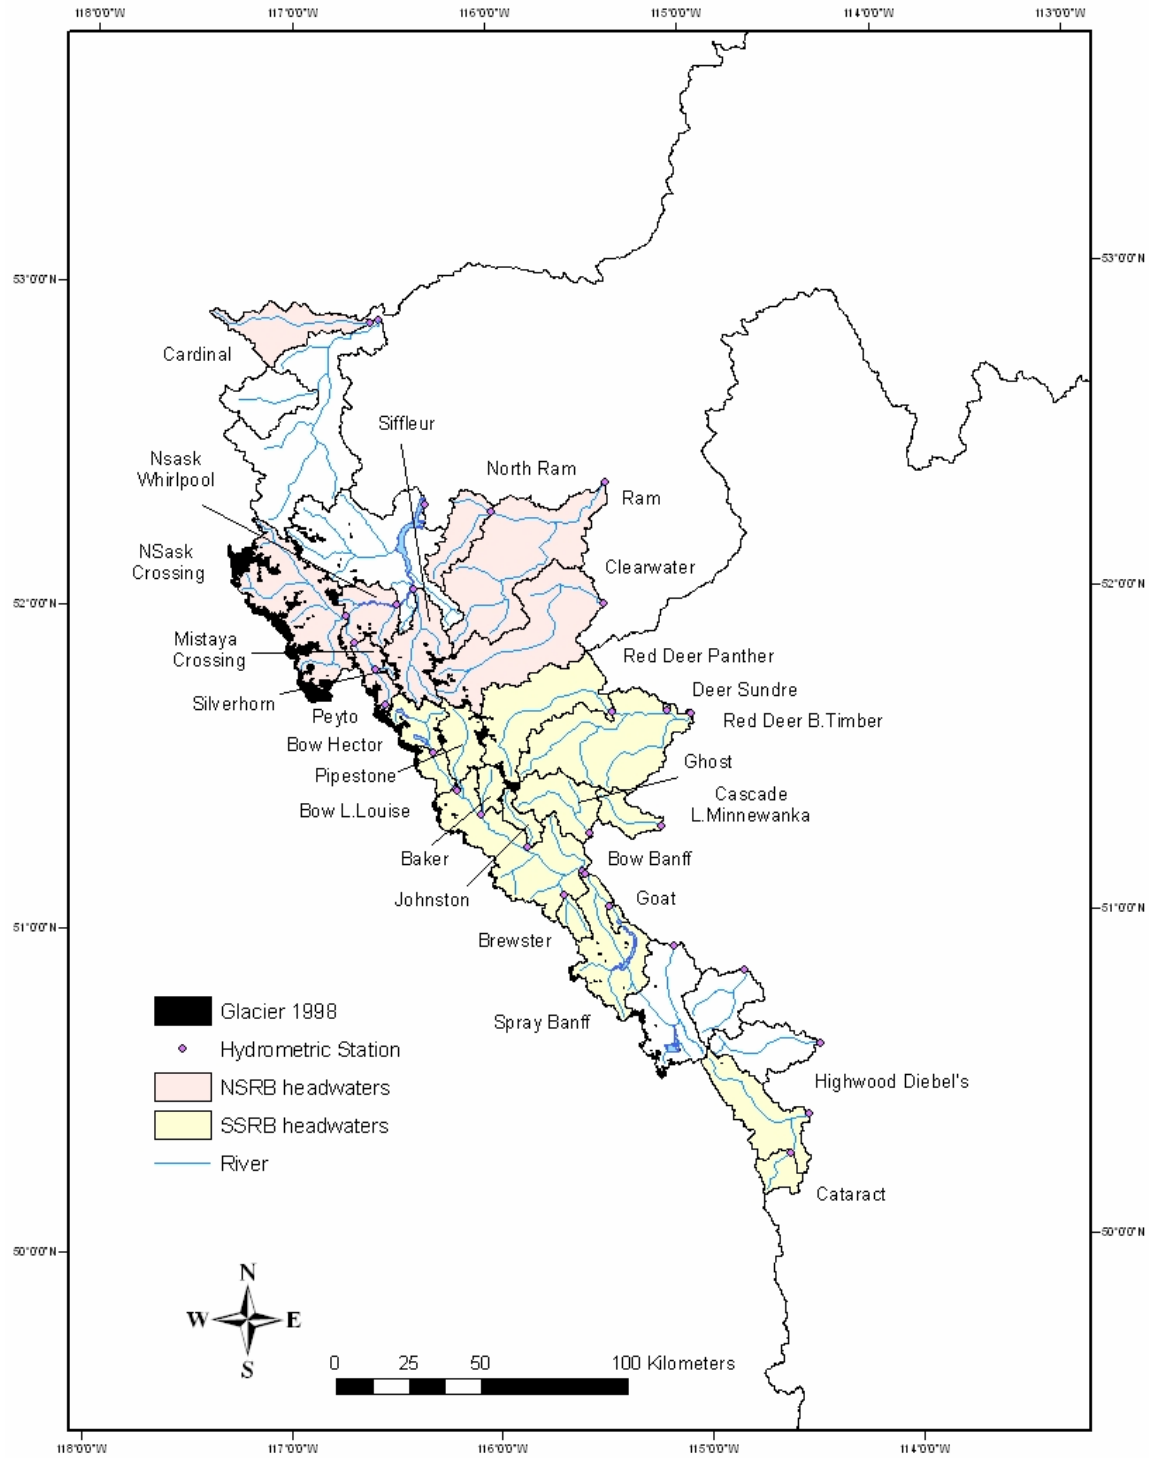 118°0'0"W 117°0'0"W 116°0'0"W 115°0'0"W 114°0'0"W 113°0'0"W
53°0'0"N
53°0'0"N
Cardinal
Siffleur
Nsask
Whirlpool
North Ram
Ram
NSask
Crossing
Clearwater
52°0'0"N
52°0'0"N
Mistaya
Crossing
Red Deer Panther
Silverhorn
Deer Sundre
Peyto
Red Deer B.Timber
Bow Hector
Ghost
Pipestone
Cascade
L.Minnewanka
Bow L.Louise
Baker
Bow Banff
Johnston
Goat
51°0'0"N
51°0'0"N
Brewster
Spray Banff
Glacier 1998
Hydrometric Station
NSRB headwaters
SSRB headwaters
River
Highwood Diebel's
Cataract
50°0'0"N
50°0'0"N
N
W E
S
0 25 50 100 Kilometers
118°0'0"W 117°0'0"W 116°0'0"W 115°0'0"W 114°0'0"W